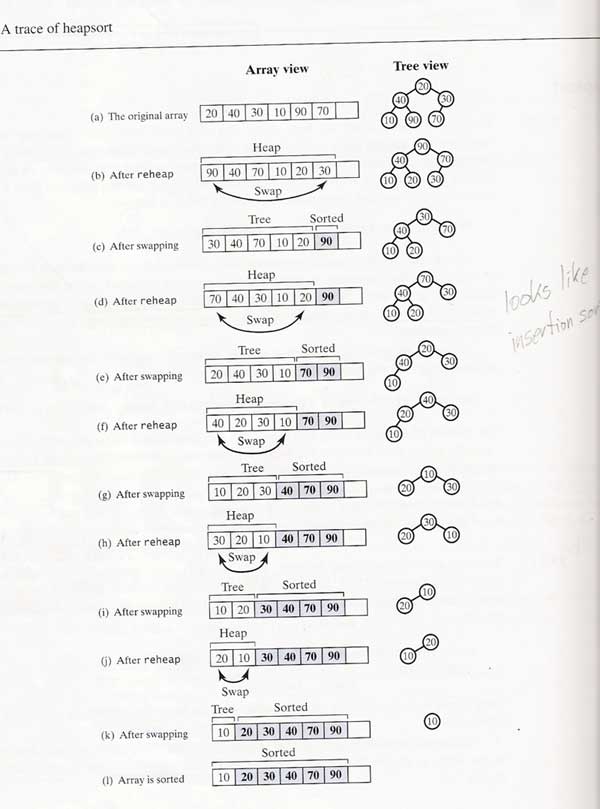 A trace of heapsort
Array view Tree view
(a) The original array 20 40 30 10 90 70
20
40 30
10 90 70
Heap
(b) After reheap 90 40 70 10 20 30
Swap
90
40 70
10 20 30
Tree Sorted
(c) After swapping 30 40 70 10 20 90
30
40 70
10 20
Heap
(d) After reheap 70 40 30 10 20 90
Swap
70
40 30
10 20
looks like
insertion
Tree Sorted
(e) After swapping 20 40 30 10 70 90
20
40 30
10
Heap
(f) After reheap 40 20 30 10 70 90
Swap
40
20 30
10
Tree Sorted
(g) After swapping 10 20 30 40 70 90
10
20 30
Heap
(h) After reheap 30 20 10 40 70 90
Swap
30
20 10
Tree Sorted
(i) After swapping 10 20 30 40 70 90
10
20
Heap
(j) After reheap 20 10 30 40 70 90
Swap
20
10
Tree Sorted
(k) After swapping 10 20 30 40 70 90
10
Sorted
(l) Array is sorted 10 20 30 40 70 90